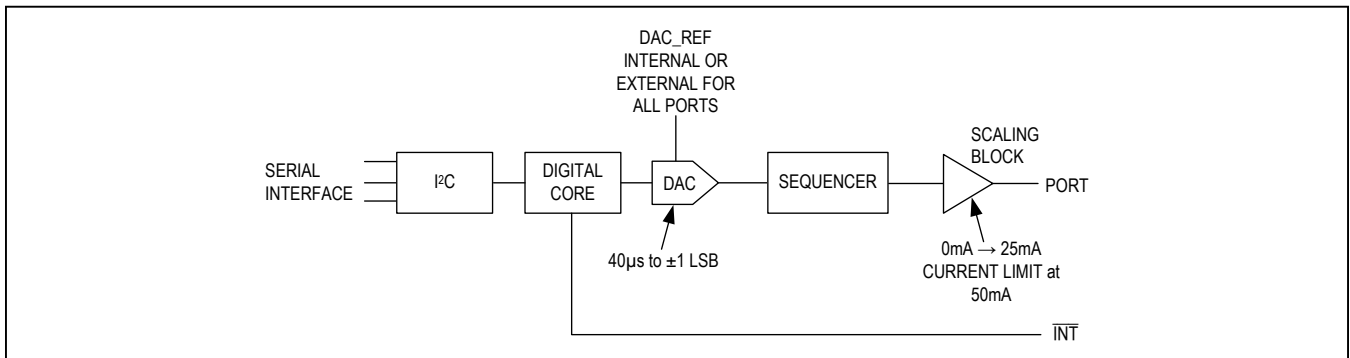 DAC_REF
INTERNAL OR
EXTERNAL FOR
ALL PORTS
SCALING
BLOCK
SERIAL
INTERFACE
I²C
DIGITAL
CORE
DAC
SEQUENCER
PORT
40µs to ±1 LSB
0mA → 25mA
CURRENT LIMIT at
50mA
I̅N̅T̅